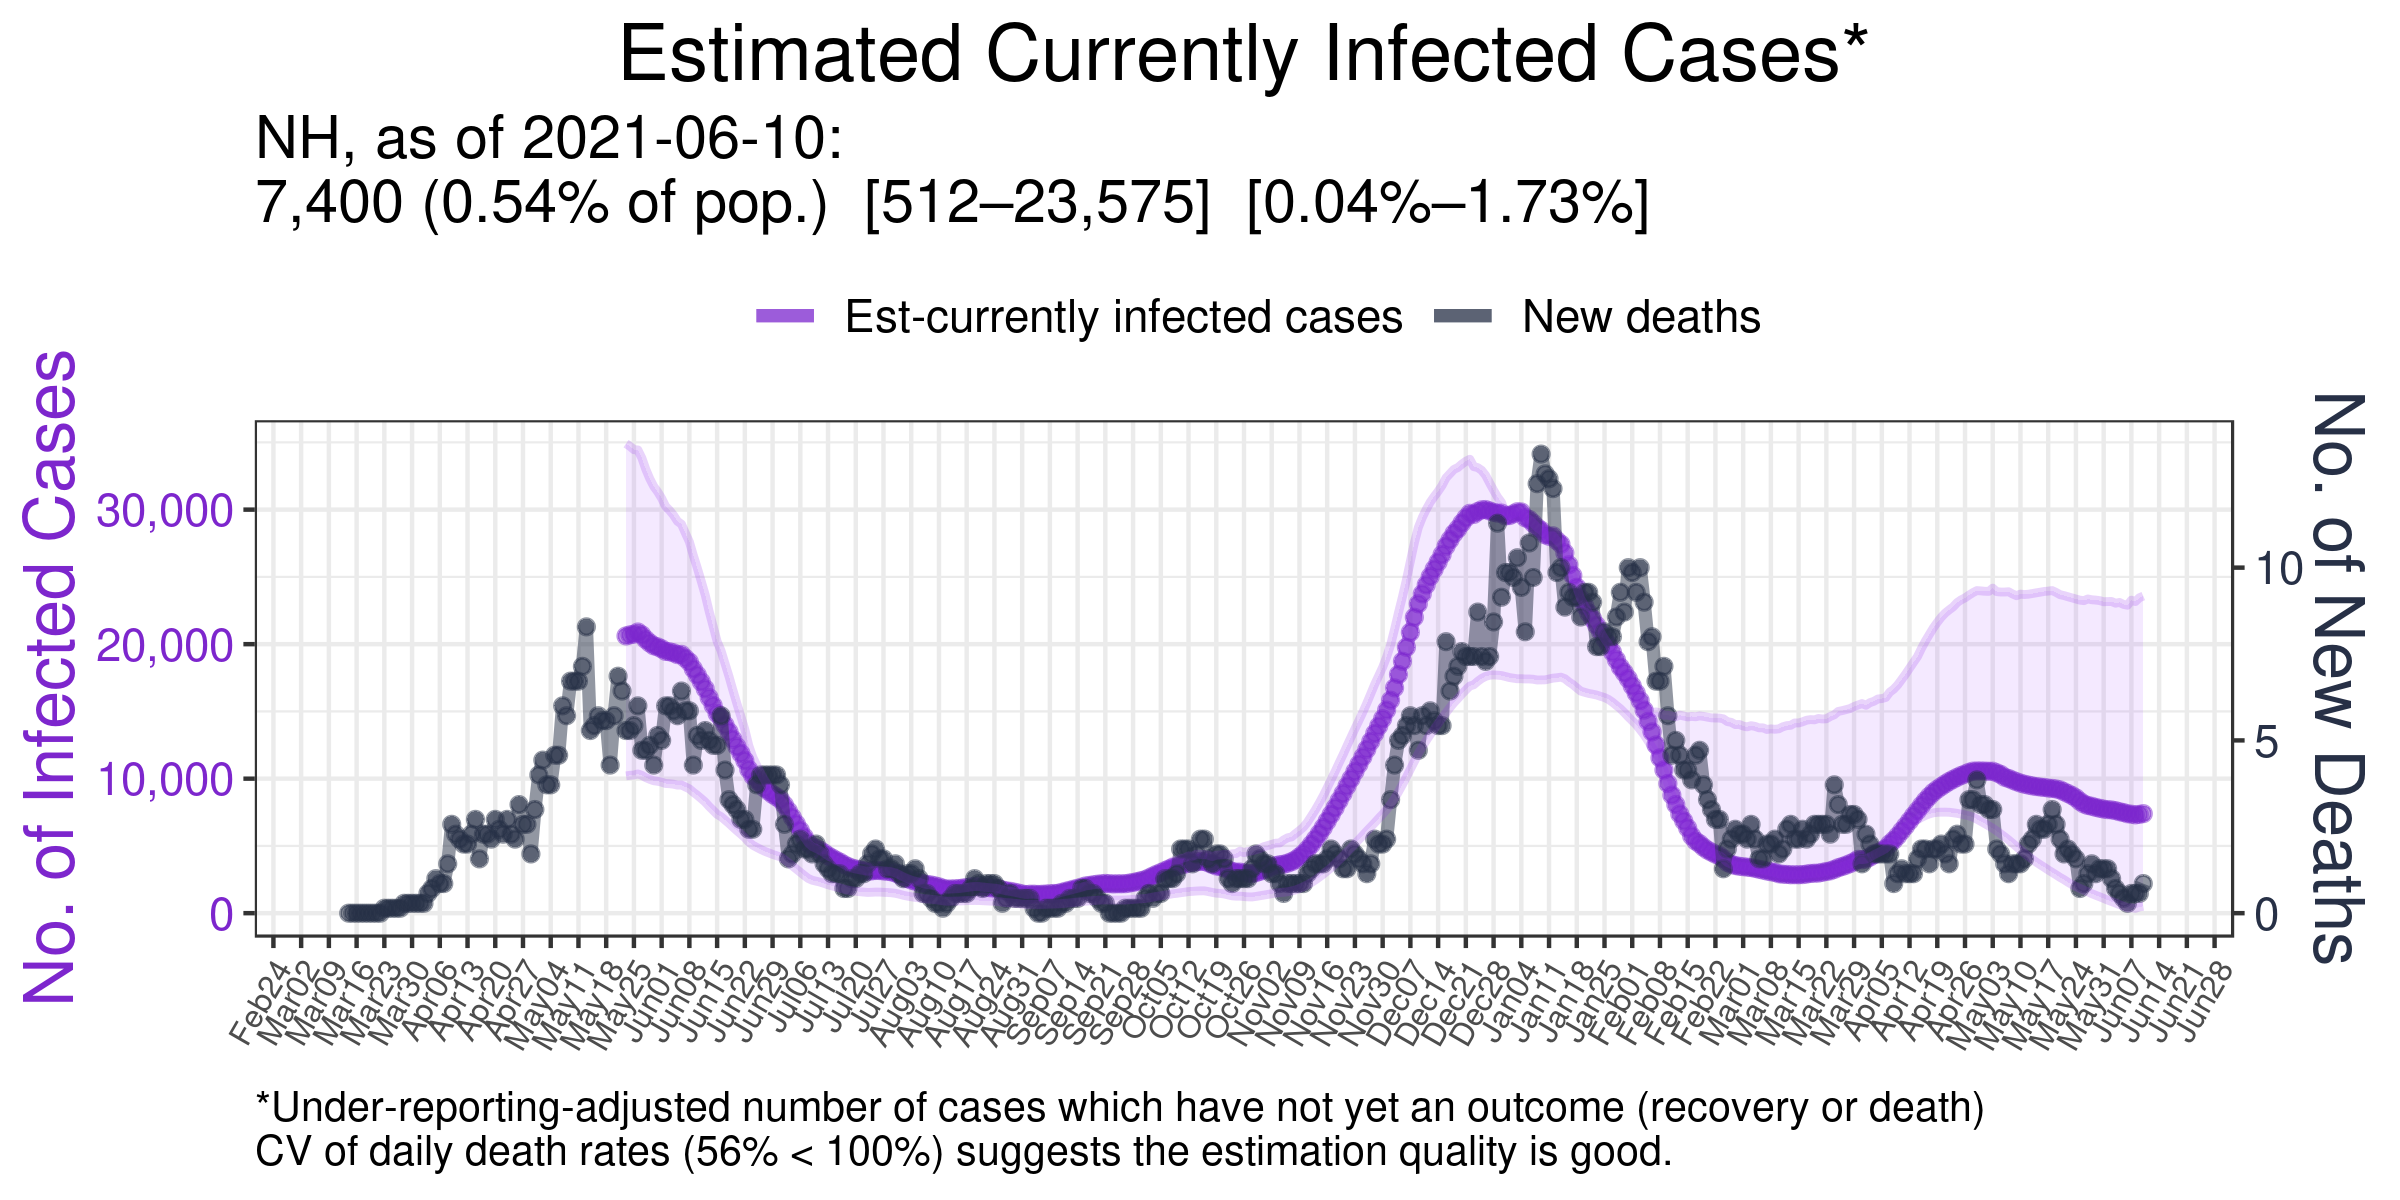 Estimated Currently Infected Cases*
NH, as of 2021-06-10:
7,400 (0.54% of pop.) [512–23,575] [0.04%–1.73%]
Est-currently infected cases
New deaths
No. of Infected Cases
30,000
20,000
10,000
0
No. of New Deaths
10
5
0
Feb24
Mar02
Mar09
Mar16
Mar23
Mar30
Apr06
Apr13
Apr20
Apr27
May04
May11
May18
May25
Jun01
Jun08
Jun15
Jun22
Jun29
Jul06
Jul13
Jul20
Jul27
Aug03
Aug10
Aug17
Aug24
Aug31
Sep07
Sep14
Sep21
Sep28
Oct05
Oct12
Oct19
Oct26
Nov02
Nov09
Nov16
Nov23
Nov30
Dec07
Dec14
Dec21
Dec28
Jan04
Jan11
Jan18
Jan25
Feb01
Feb08
Feb15
Feb22
Mar01
Mar08
Mar15
Mar22
Mar29
Apr05
Apr12
Apr19
Apr26
May03
May10
May17
May24
May31
Jun07
Jun14
Jun21
Jun28
*Under-reporting-adjusted number of cases which have not yet an outcome (recovery or death)
CV of daily death rates (56% < 100%) suggests the estimation quality is good.